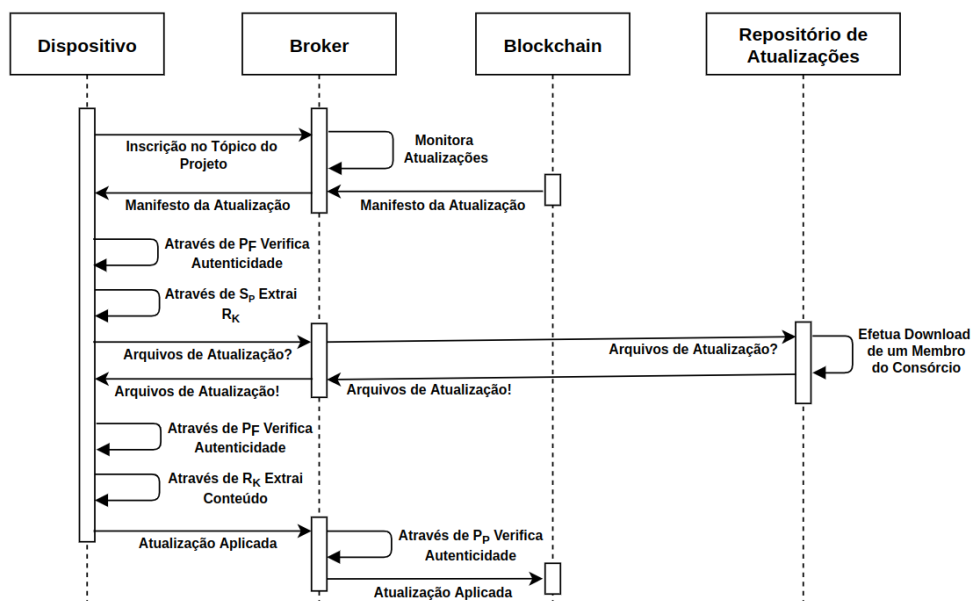 Dispositivo
Broker
Blockchain
Repositório de
Atualizações
Inscrição no Tópico do
Projeto
Monitora
Atualizações
Manifesto da Atualização
Manifesto da Atualização
Através de PF Verifica
Autenticidade
Através de SP Extrai
RK
Arquivos de Atualização?
Arquivos de Atualização?
Efetua Download
de um Membro
do Consórcio
Arquivos de Atualização!
Arquivos de Atualização!
Através de PF Verifica
Autenticidade
Através de RK Extrai
Conteúdo
Atualização Aplicada
Através de PP Verifica
Autenticidade
Atualização Aplicada